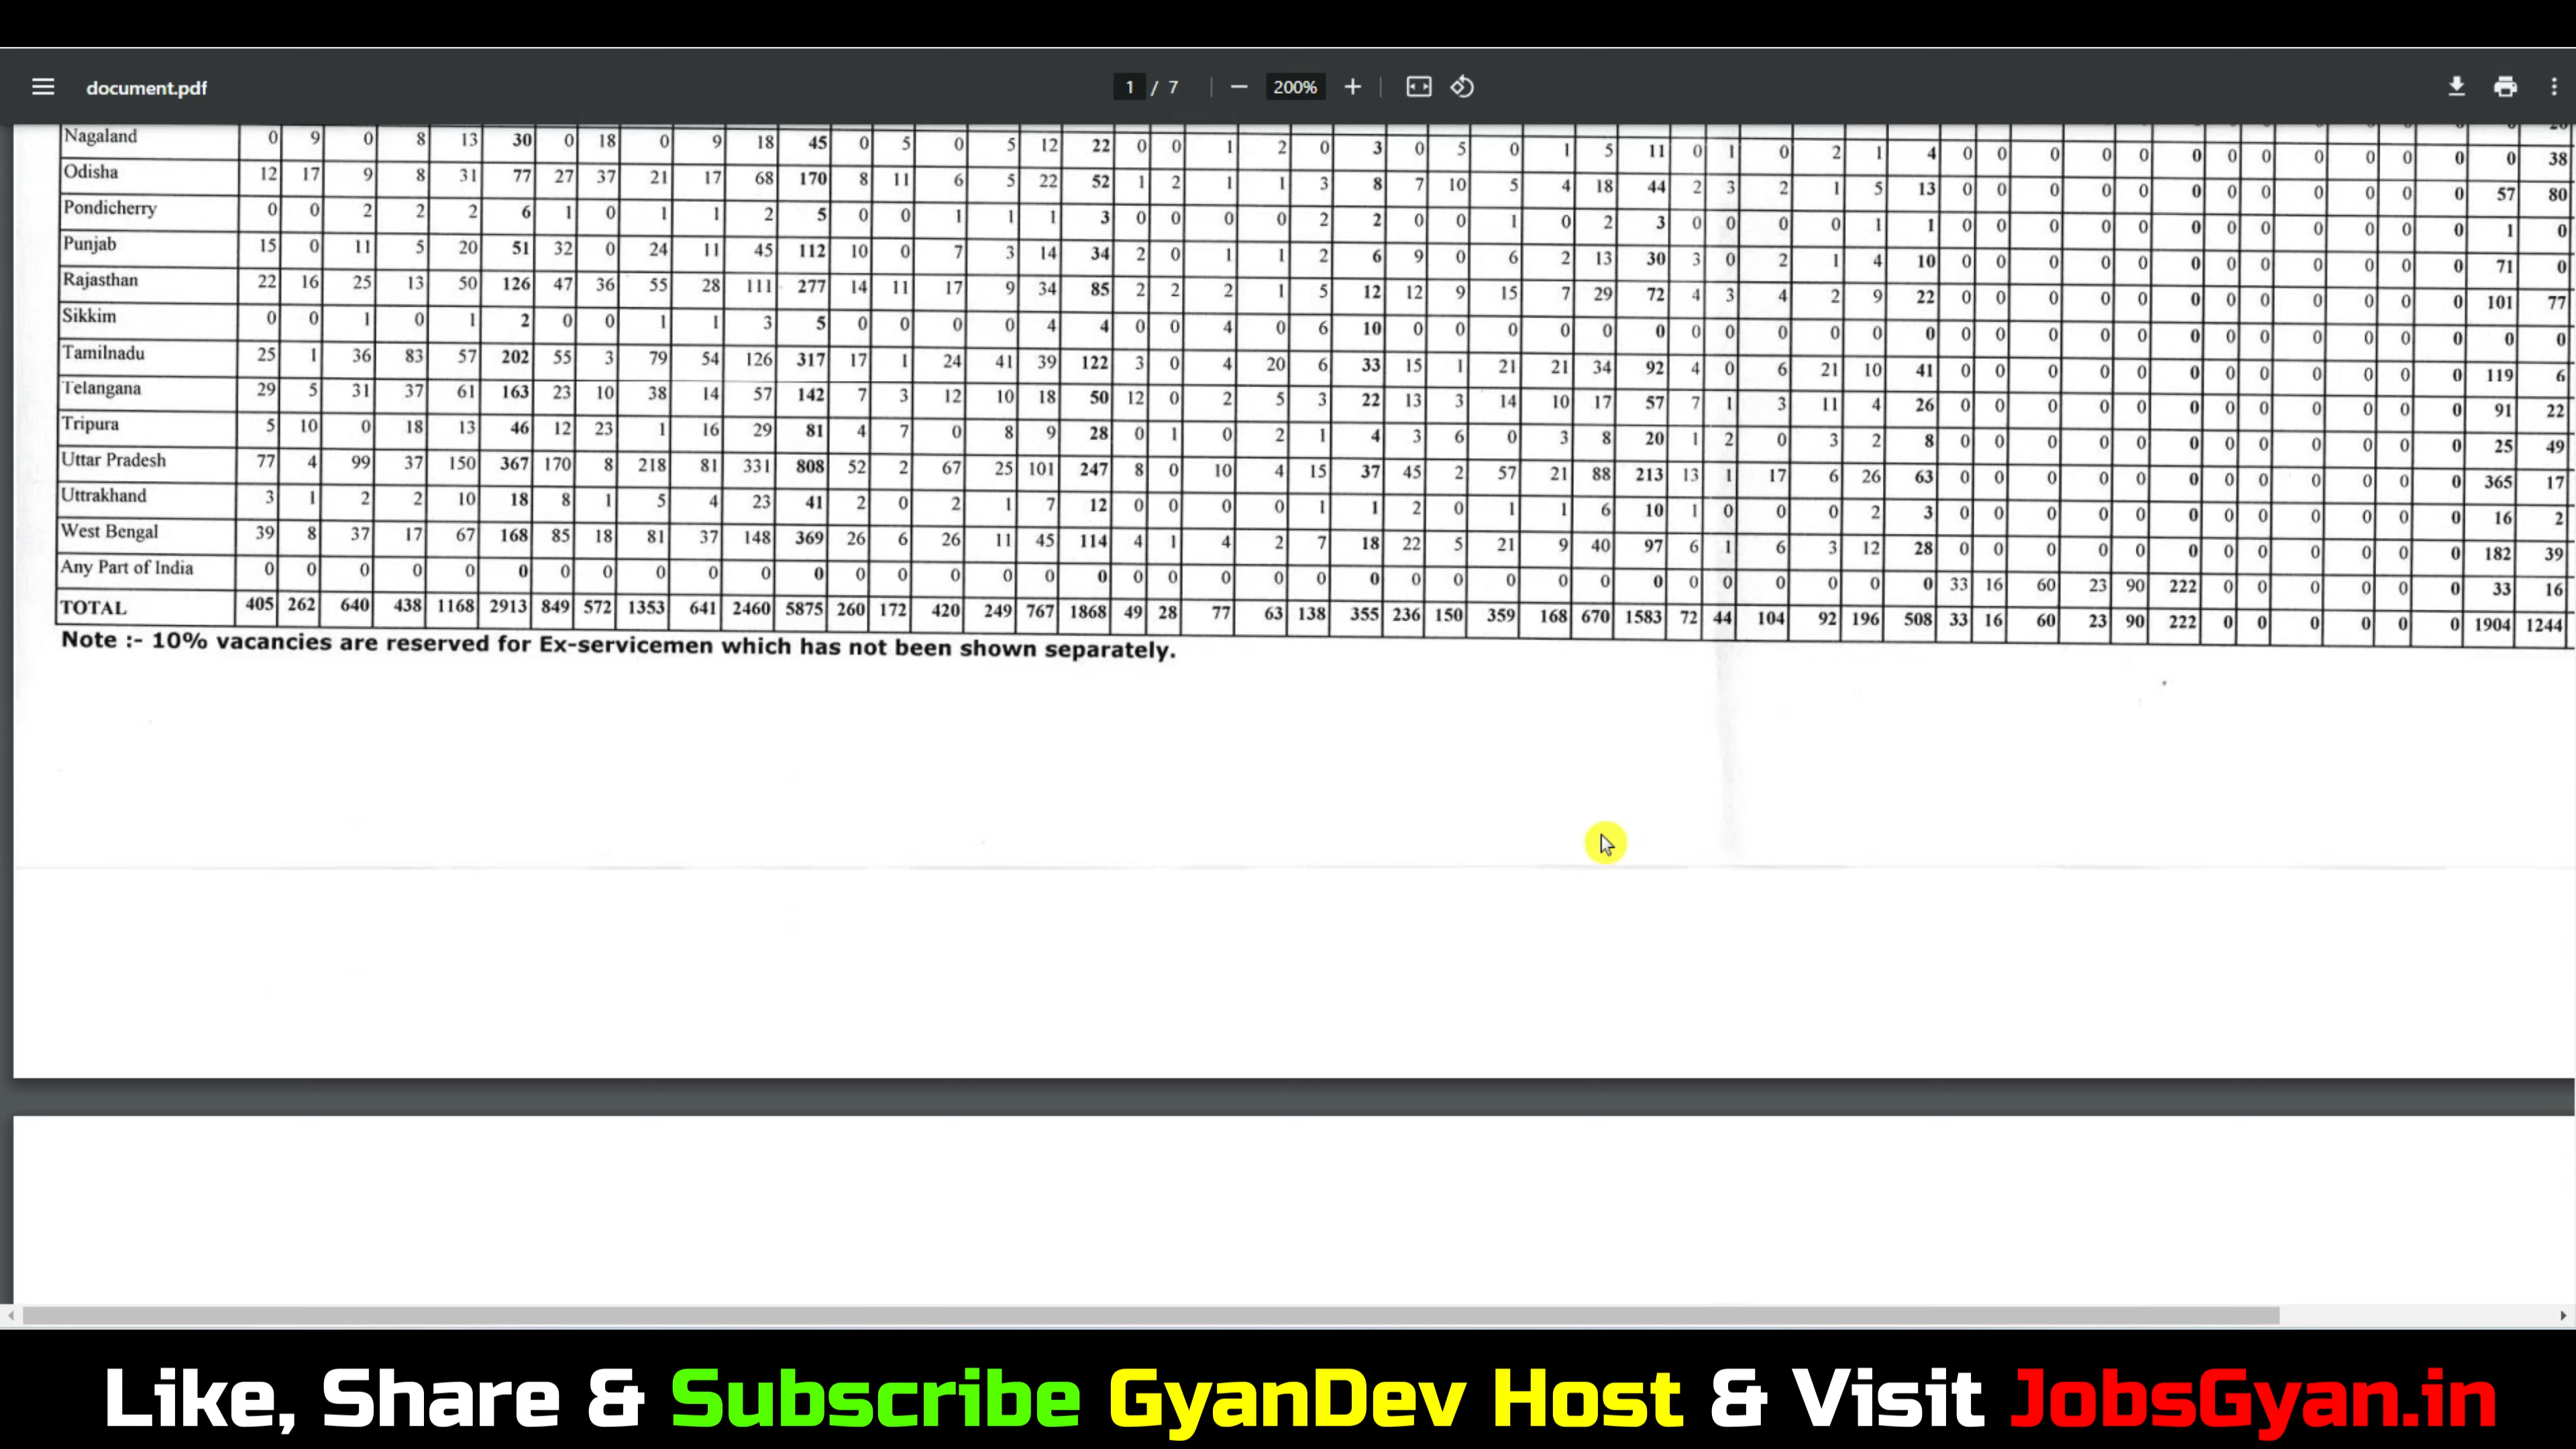 document.pdf 1 / 7 200%
Nagaland 0 9 0 8 13 30 0 18 0 9 18 45 0 5 0 5 12 22 0 0 1 2 0 3 0 5 0 1 5 11 0 1 0 2 1 4 0 0 0 0 0 0 0 0 0 0 0 0 0 38
Odisha 12 17 9 8 31 77 27 37 21 17 68 170 8 11 6 5 22 52 1 2 1 1 3 8 7 10 5 4 18 44 2 3 2 1 5 13 0 0 0 0 0 0 0 0 0 0 0 0 57 80
Pondicherry 0 0 2 2 2 6 1 0 1 1 2 5 0 0 1 1 1 3 0 0 0 0 2 2 0 0 1 0 2 3 0 0 0 0 1 1 0 0 0 0 0 0 0 0 0 0 0 0 1 0
Punjab 15 0 11 5 20 51 32 0 24 11 45 112 10 0 7 3 14 34 2 0 1 1 2 6 9 0 6 2 13 30 3 0 2 1 4 10 0 0 0 0 0 0 0 0 0 0 0 0 71 0
Rajasthan 22 16 25 13 50 126 47 36 55 28 111 277 14 11 17 9 34 85 2 2 2 1 5 12 12 9 15 7 29 72 4 3 4 2 9 22 0 0 0 0 0 0 0 0 0 0 0 0 101 77
Sikkim 0 0 1 0 1 2 0 0 1 1 3 5 0 0 0 0 4 4 0 0 4 0 6 10 0 0 0 0 0 0 0 0 0 0 0 0 0 0 0 0 0 0 0 0 0 0 0 0 0 0
Tamilnadu 25 1 36 83 57 202 55 3 79 54 126 317 17 1 24 41 39 122 3 0 4 20 6 33 15 1 21 21 34 92 4 0 6 21 10 41 0 0 0 0 0 0 0 0 0 0 0 0 119 6
Telangana 29 5 31 37 61 163 23 10 38 14 57 142 7 3 12 10 18 50 12 0 2 5 3 22 13 3 14 10 17 57 7 1 3 11 4 26 0 0 0 0 0 0 0 0 0 0 0 0 91 22
Tripura 5 10 0 18 13 46 12 23 1 16 29 81 4 7 0 8 9 28 0 1 0 2 1 4 3 6 0 3 8 20 1 2 0 3 2 8 0 0 0 0 0 0 0 0 0 0 0 0 25 49
Uttar Pradesh 77 4 99 37 150 367 170 8 218 81 331 808 52 2 67 25 101 247 8 0 10 4 15 37 45 2 57 21 88 213 13 1 17 6 26 63 0 0 0 0 0 0 0 0 0 0 0 0 365 17
Uttrakhand 3 1 2 2 10 18 8 1 5 4 23 41 2 0 2 1 7 12 0 0 0 0 1 1 2 0 1 1 6 10 1 0 0 0 2 3 0 0 0 0 0 0 0 0 0 0 0 0 16 2
West Bengal 39 8 37 17 67 168 85 18 81 37 148 369 26 6 26 11 45 114 4 1 4 2 7 18 22 5 21 9 40 97 6 1 6 3 12 28 0 0 0 0 0 0 0 0 0 0 0 0 182 39
Any Part of India 0 0 0 0 0 0 0 0 0 0 0 0 0 0 0 0 0 0 0 0 0 0 0 0 0 0 0 0 0 0 0 0 0 0 0 0 33 16 60 23 90 222 0 0 0 0 0 0 33 16
TOTAL 405 262 640 438 1168 2913 849 572 1353 641 2460 5875 260 172 420 249 767 1868 49 28 77 63 138 355 236 150 359 168 670 1583 72 44 104 92 196 508 33 16 60 23 90 222 0 0 0 0 0 0 1904 1244
Note :- 10% vacancies are reserved for Ex-servicemen which has not been shown separately.
Like, Share & Subscribe GyanDev Host & Visit JobsGyan.in